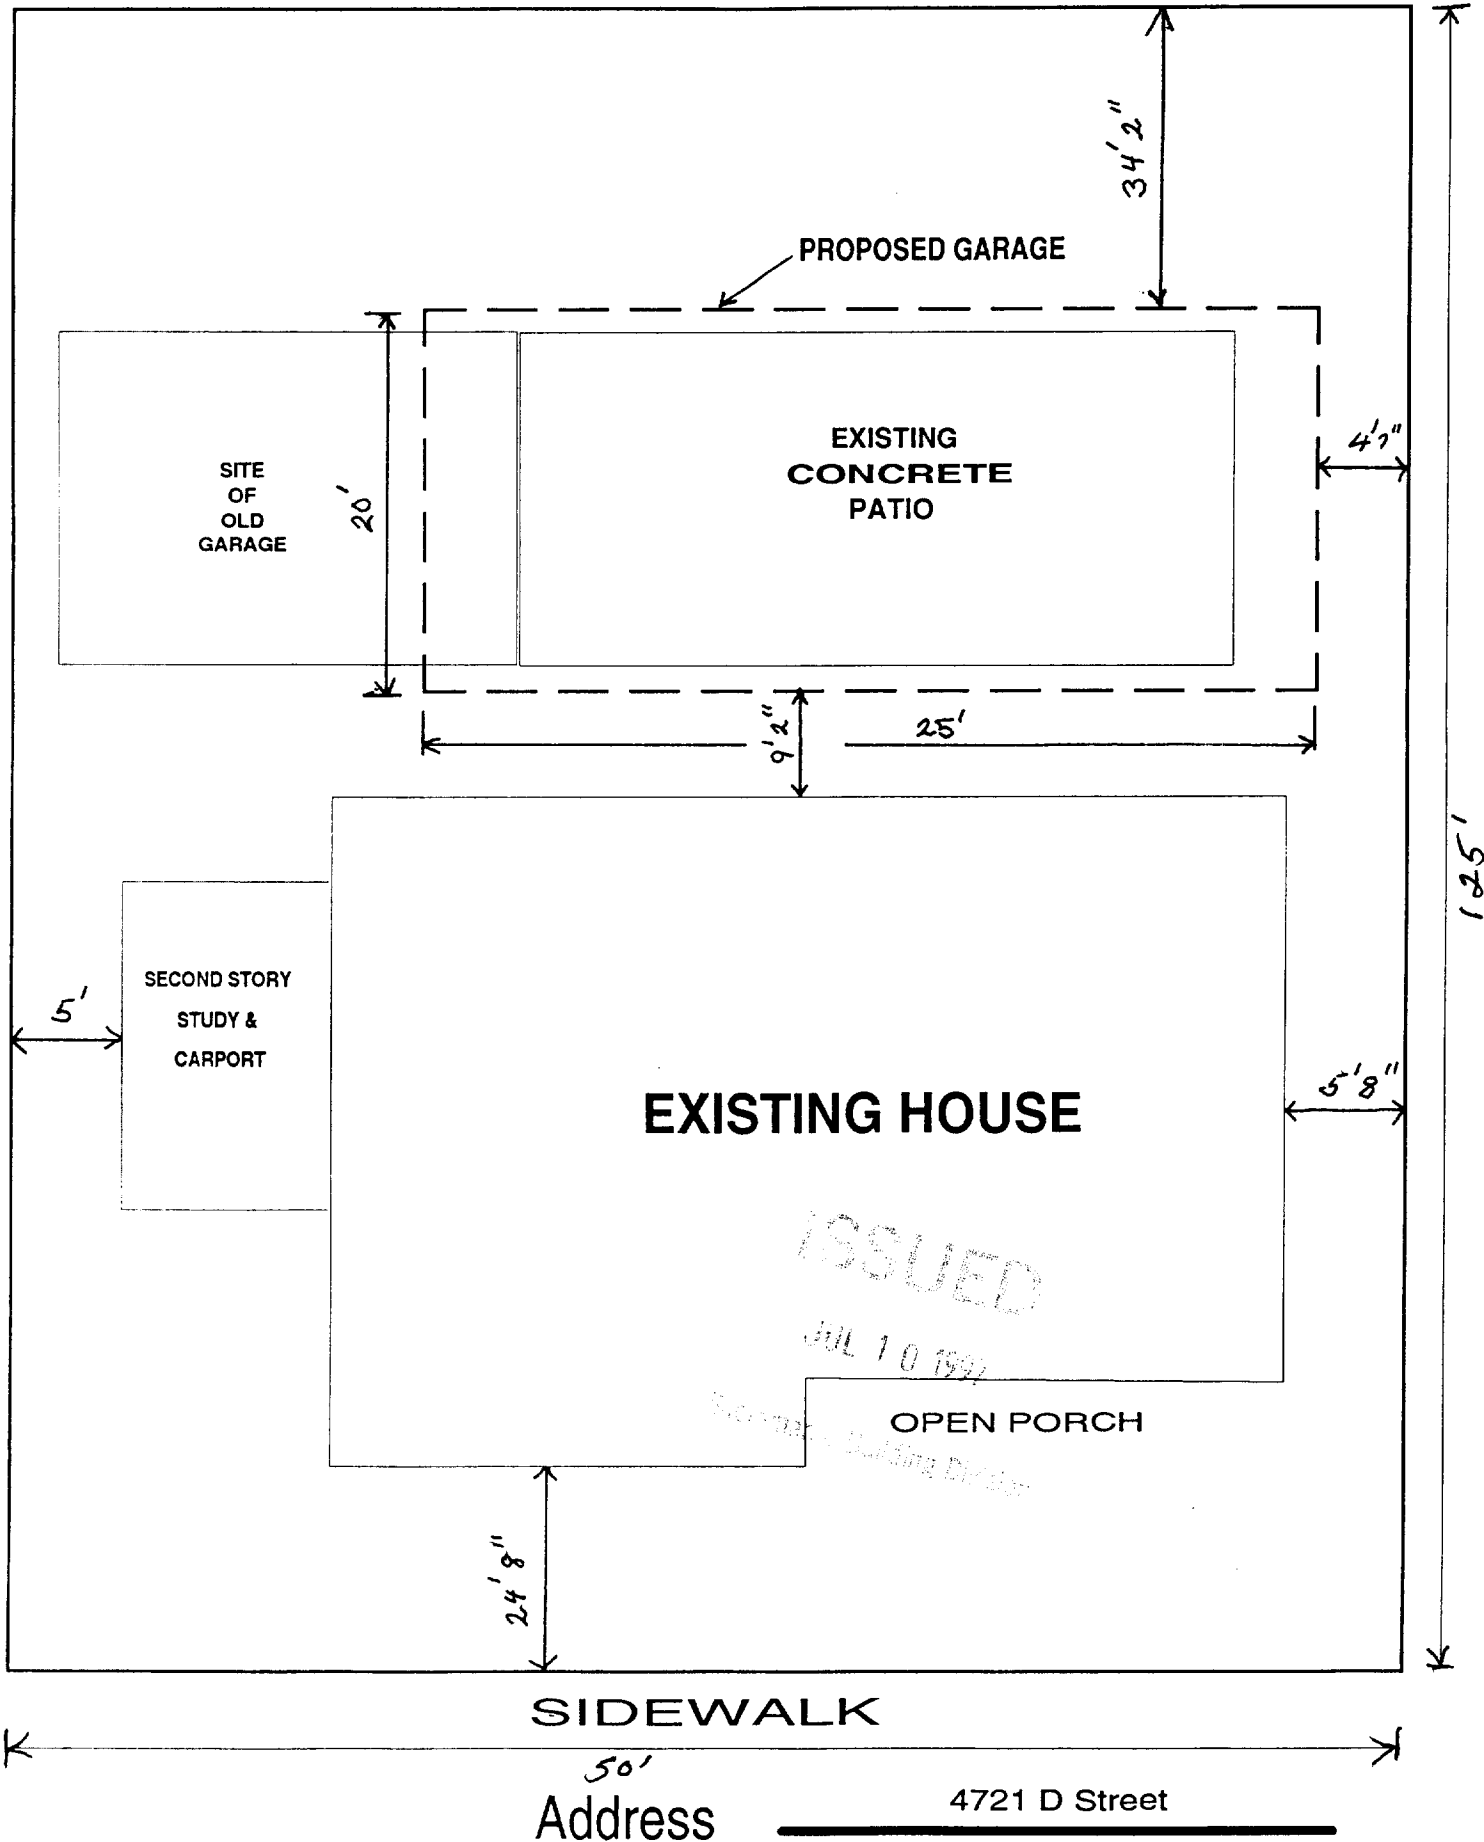 34' 2"
PROPOSED GARAGE
EXISTING
CONCRETE
PATIO
4'
SITE
OF
OLD
GARAGE
20'
9' 2"
25'
125'
SECOND STORY
STUDY &
CARPORT
5'
EXISTING HOUSE
5' 8"
ISSUED
JUL 10
OPEN PORCH
Building Division
24' 8"
SIDEWALK
50'
Address 4721 D Street